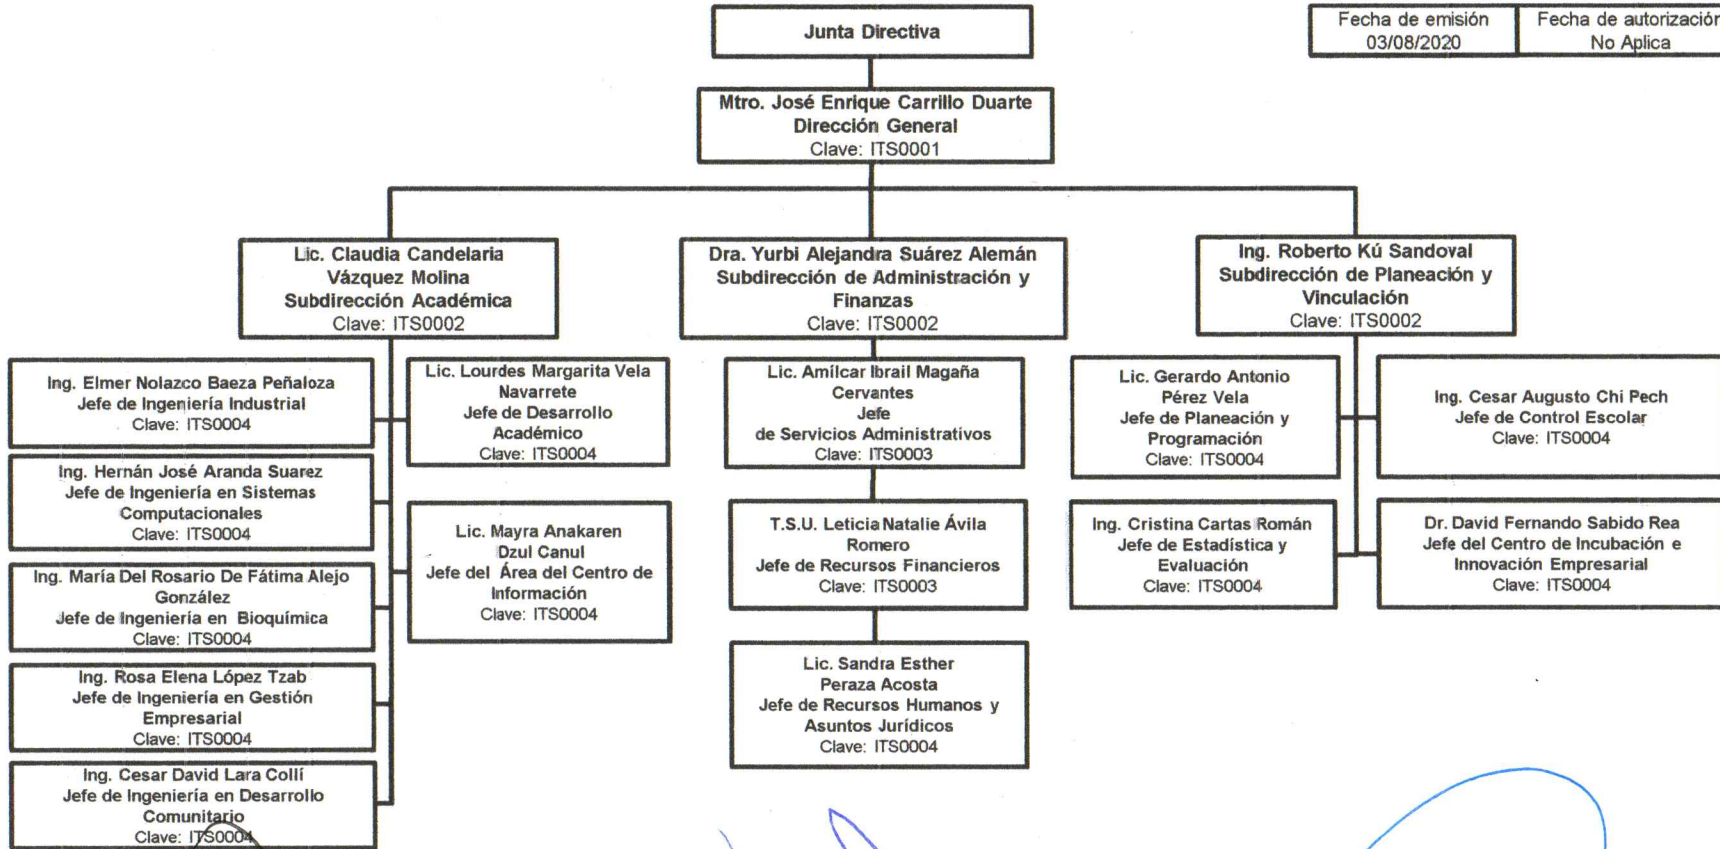 Junta Directiva
Fecha de emisión
03/08/2020
Fecha de autorización
No Aplica
Mtro. José Enrique Carrillo Duarte
Dirección General
Clave: ITS0001
Lic. Claudia Candelaria
Vázquez Molina
Subdirección Académica
Clave: ITS0002
Dra. Yurbi Alejandra Suárez Alemán
Subdirección de Administración y
Finanzas
Clave: ITS0002
Ing. Roberto Kú Sandoval
Subdirección de Planeación y
Vinculación
Clave: ITS0002
Ing. Elmer Nolazco Baeza Peñaloza
Jefe de Ingeniería Industrial
Clave: ITS0004
Ing. Hernán José Aranda Suarez
Jefe de Ingeniería en Sistemas
Computacionales
Clave: ITS0004
Ing. María Del Rosario De Fátima Alejo
González
Jefe de Ingeniería en Bioquímica
Clave: ITS0004
Ing. Rosa Elena López Tzab
Jefe de Ingeniería en Gestión
Empresarial
Clave: ITS0004
Ing. Cesar David Lara Collí
Jefe de Ingeniería en Desarrollo
Comunitario
Clave: ITS0004
Lic. Lourdes Margarita Vela
Navarrete
Jefe de Desarrollo
Académico
Clave: ITS0004
Lic. Mayra Anakaren
Dzul Canul
Jefe del Área del Centro de
Información
Clave: ITS0004
Lic. Amílcar Ibrail Magaña
Cervantes
Jefe
de Servicios Administrativos
Clave: ITS0003
T.S.U. Leticia Natalie Ávila
Romero
Jefe de Recursos Financieros
Clave: ITS0003
Lic. Sandra Esther
Peraza Acosta
Jefe de Recursos Humanos y
Asuntos Jurídicos
Clave: ITS0004
Lic. Gerardo Antonio
Pérez Vela
Jefe de Planeación y
Programación
Clave: ITS0004
Ing. Cristina Cartas Román
Jefe de Estadística y
Evaluación
Clave: ITS0004
Ing. Cesar Augusto Chi Pech
Jefe de Control Escolar
Clave: ITS0004
Dr. David Fernando Sabido Rea
Jefe del Centro de Incubación e
Innovación Empresarial
Clave: ITS0004